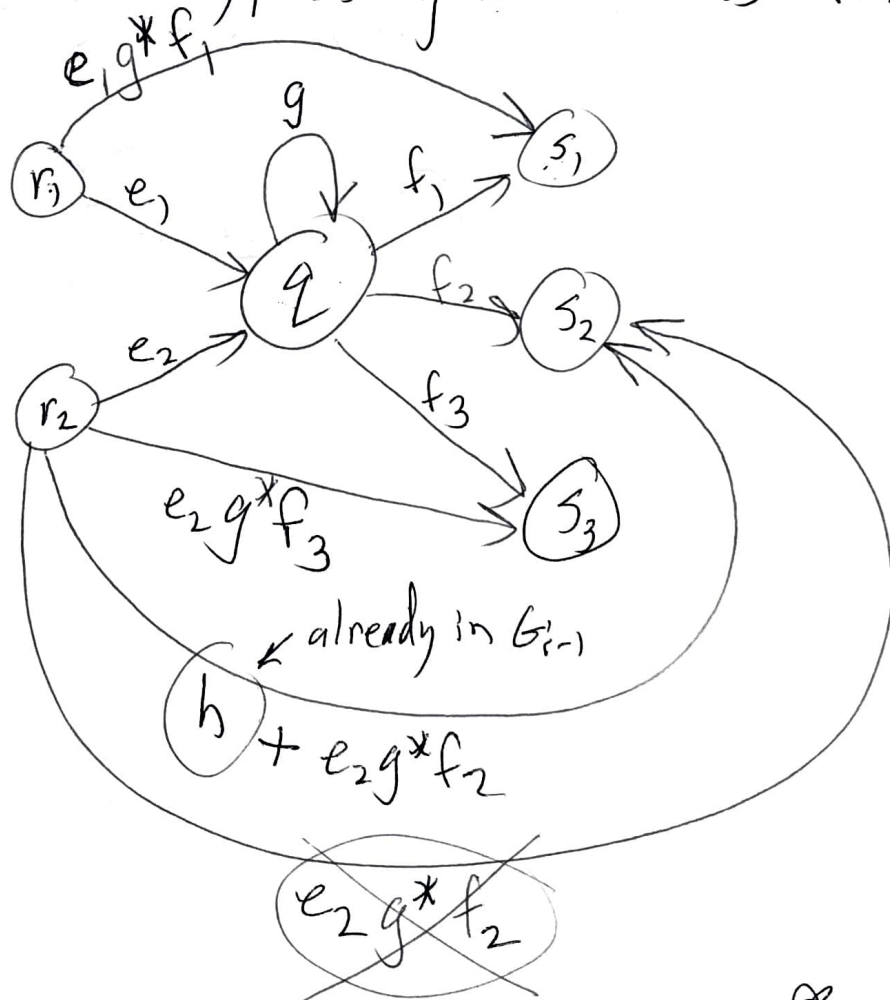 e₁g*f₁
g
r₁
e₁
f₁
s₁
q
f₂
s₂
e₂
r₂
f₃
e₂g*f₃
s₃
already in Gᵢ₋₁
h + e₂g*f₂
e₂g*f₂